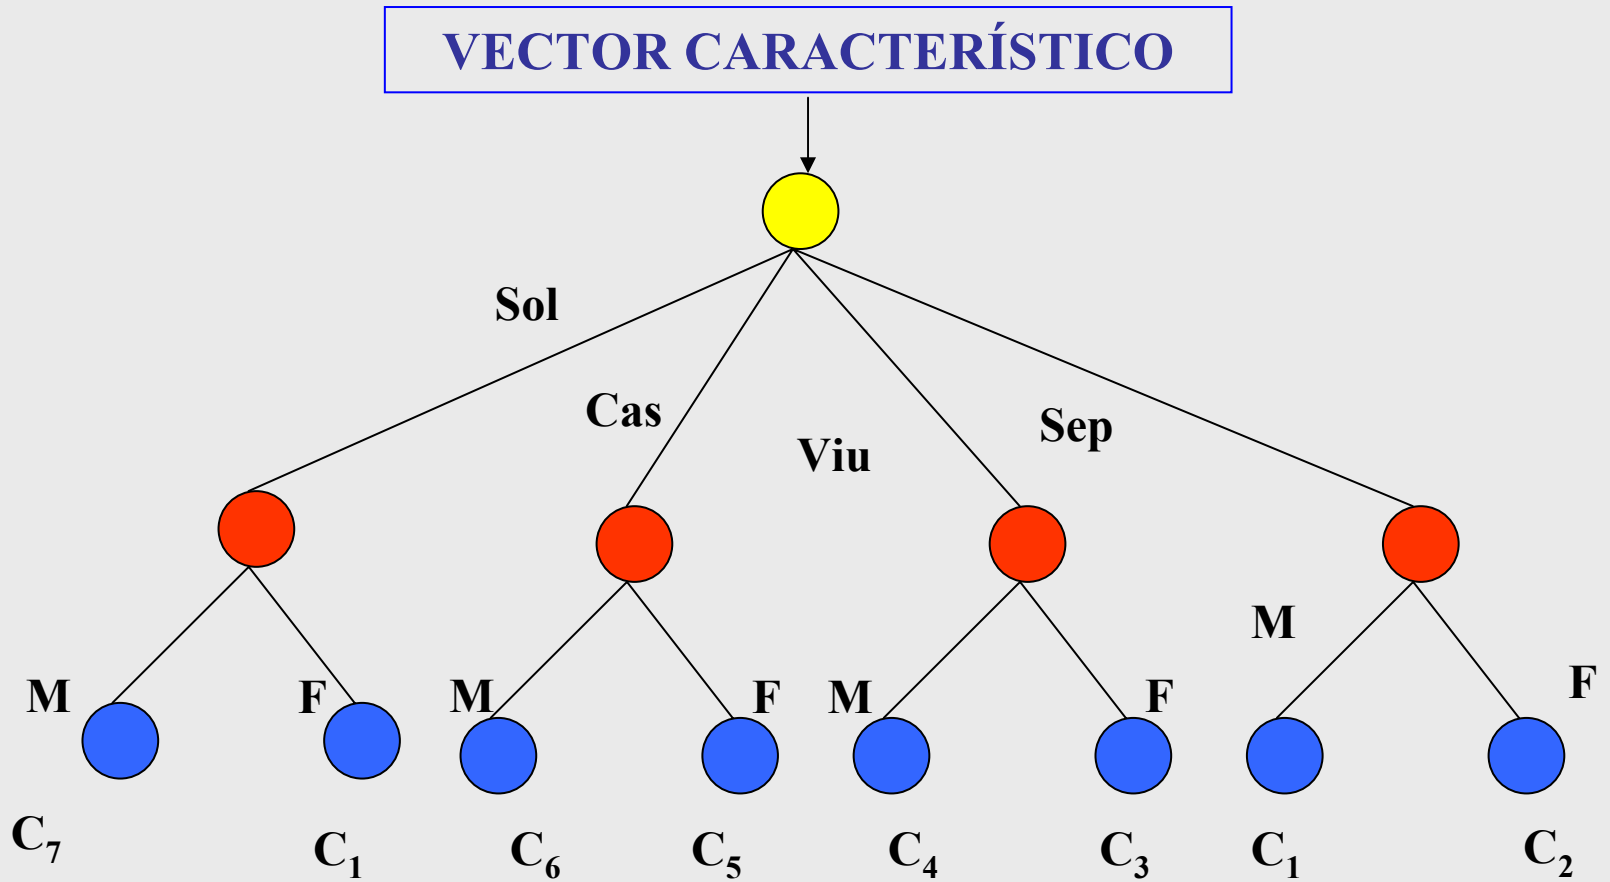 VECTOR CARACTERÍSTICO
Sol
Cas
Sep
Viu
M
M
F
M
F
M
F
F
C₇
C₁
C₆
C₅
C₄
C₃
C₁
C₂